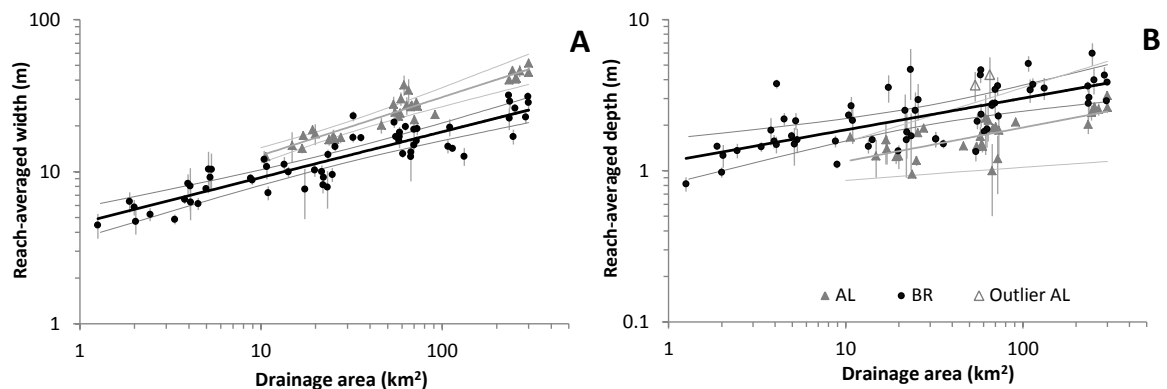 A
Reach-averaged width (m)
100
10
1
1 10 100
Drainage area (km²)
B
Reach-averaged depth (m)
10
1
0.1
AL BR Outlier AL
1 10 100
Drainage area (km²)